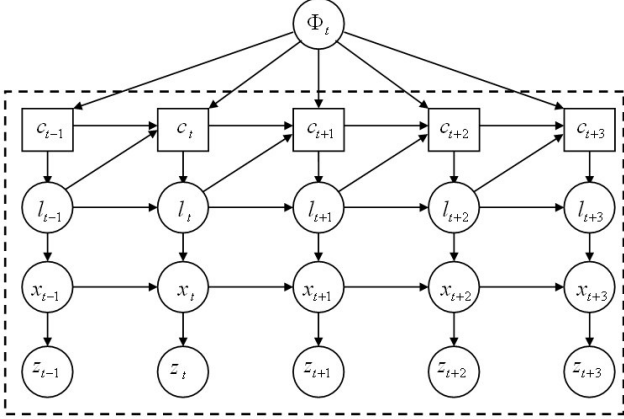 Φ_t
c_{t-1} c_t c_{t+1} c_{t+2} c_{t+3}
l_{t-1} l_t l_{t+1} l_{t+2} l_{t+3}
x_{t-1} x_t x_{t+1} x_{t+2} x_{t+3}
z_{t-1} z_t z_{t+1} z_{t+2} z_{t+3}